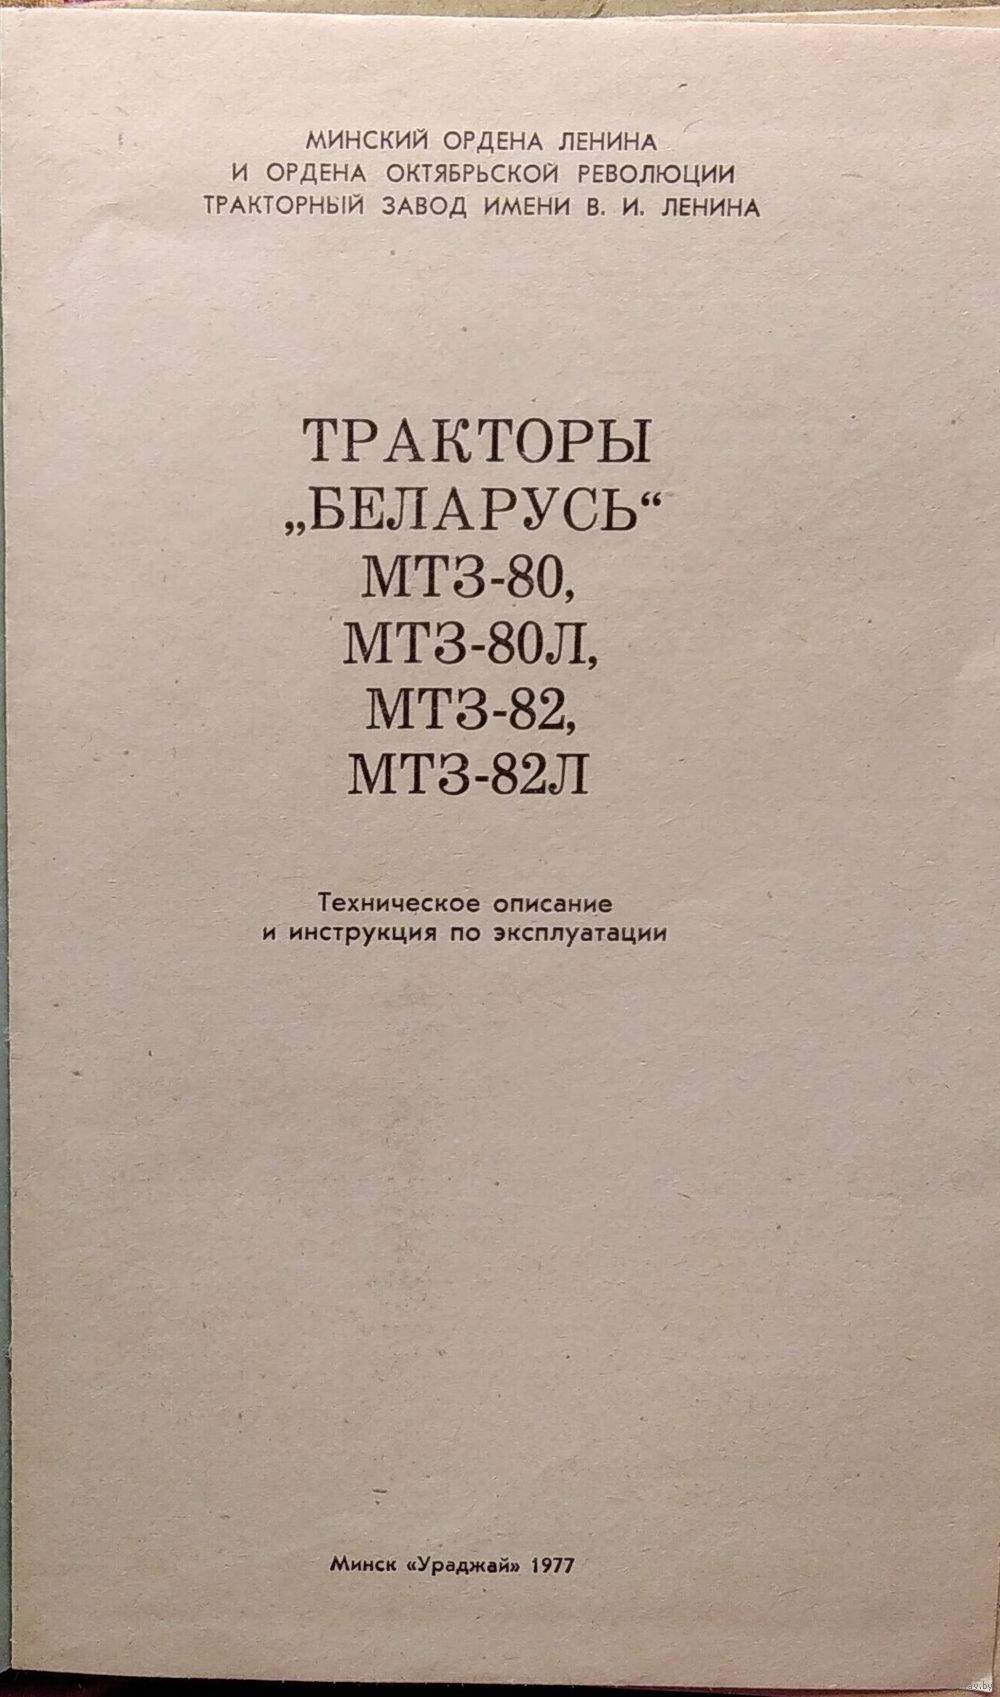 МИНСКИЙ ОРДЕНА ЛЕНИНА
И ОРДЕНА ОКТЯБРЬСКОЙ РЕВОЛЮЦИИ
ТРАКТОРНЫЙ ЗАВОД ИМЕНИ В. И. ЛЕНИНА
ТРАКТОРЫ
„БЕЛАРУСЬ“
МТЗ-80,
МТЗ-80Л,
МТЗ-82,
МТЗ-82Л
Техническое описание
и инструкция по эксплуатации
Минск «Ураджай» 1977